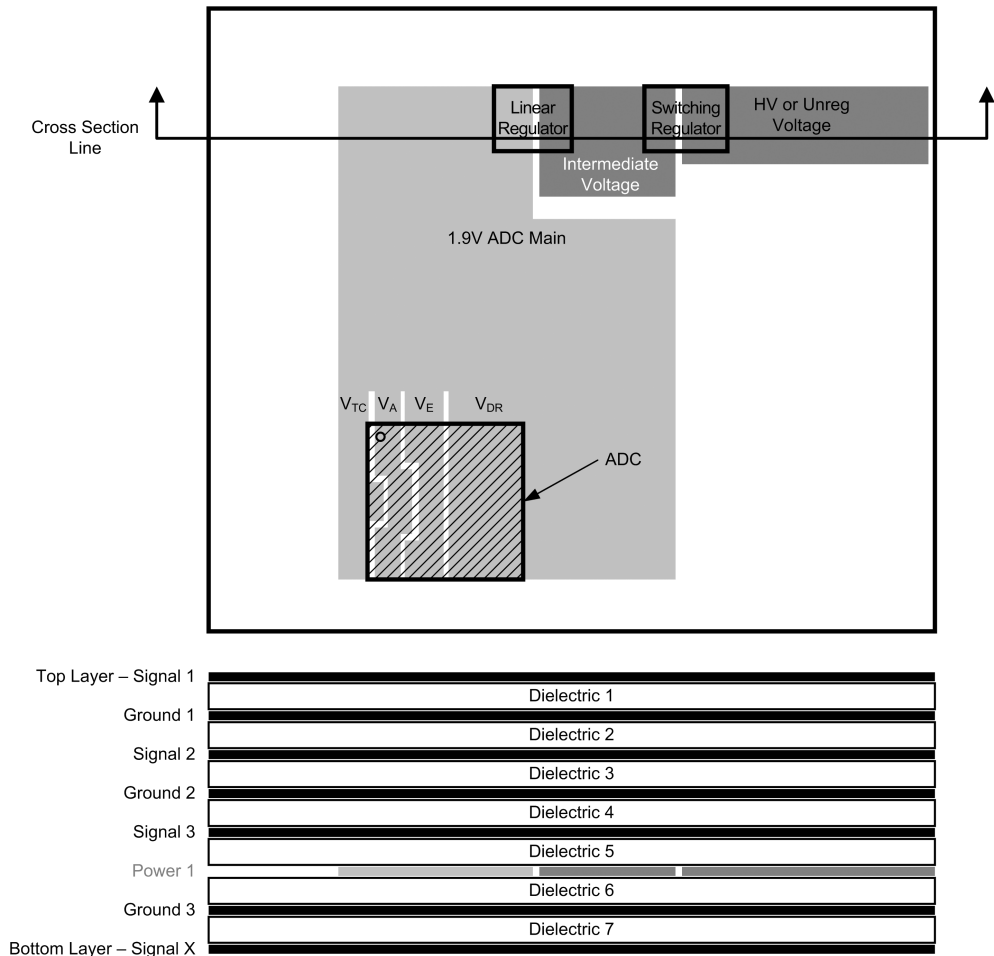 Cross Section
Line
Linear
Regulator
Switching
Regulator
HV or Unreg
Voltage
Intermediate
Voltage
1.9V ADC Main
VTC
VA
VE
VDR
ADC
Top Layer – Signal 1
Dielectric 1
Ground 1
Dielectric 2
Signal 2
Dielectric 3
Ground 2
Dielectric 4
Signal 3
Dielectric 5
Power 1
Dielectric 6
Ground 3
Dielectric 7
Bottom Layer – Signal X